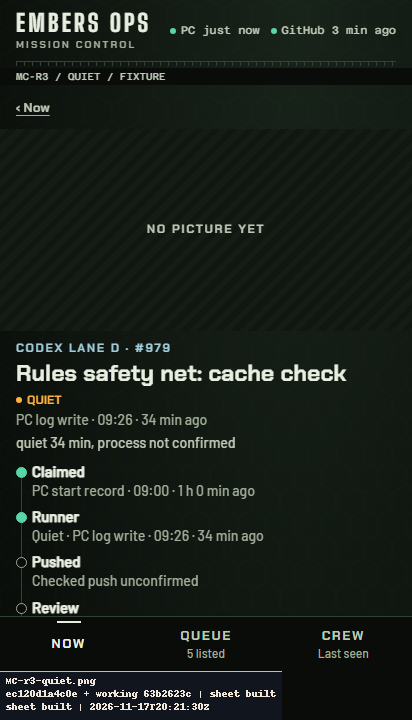 EMBERS OPS
MISSION CONTROL
PC just now
GitHub 3 min ago
MC-R3 / QUIET / FIXTURE
‹ Now
NO PICTURE YET
CODEX LANE D · #979
Rules safety net: cache check
QUIET
PC log write · 09:26 · 34 min ago
quiet 34 min, process not confirmed
Claimed
PC start record · 09:00 · 1 h 0 min ago
Runner
Quiet · PC log write · 09:26 · 34 min ago
Pushed
Checked push unconfirmed
Review
NOW
QUEUE
5 listed
CREW
Last seen
MC-r3-quiet.png
ec120d1a4c0e + working 63b2623c | sheet built
sheet built | 2026-11-17T20:21:30Z